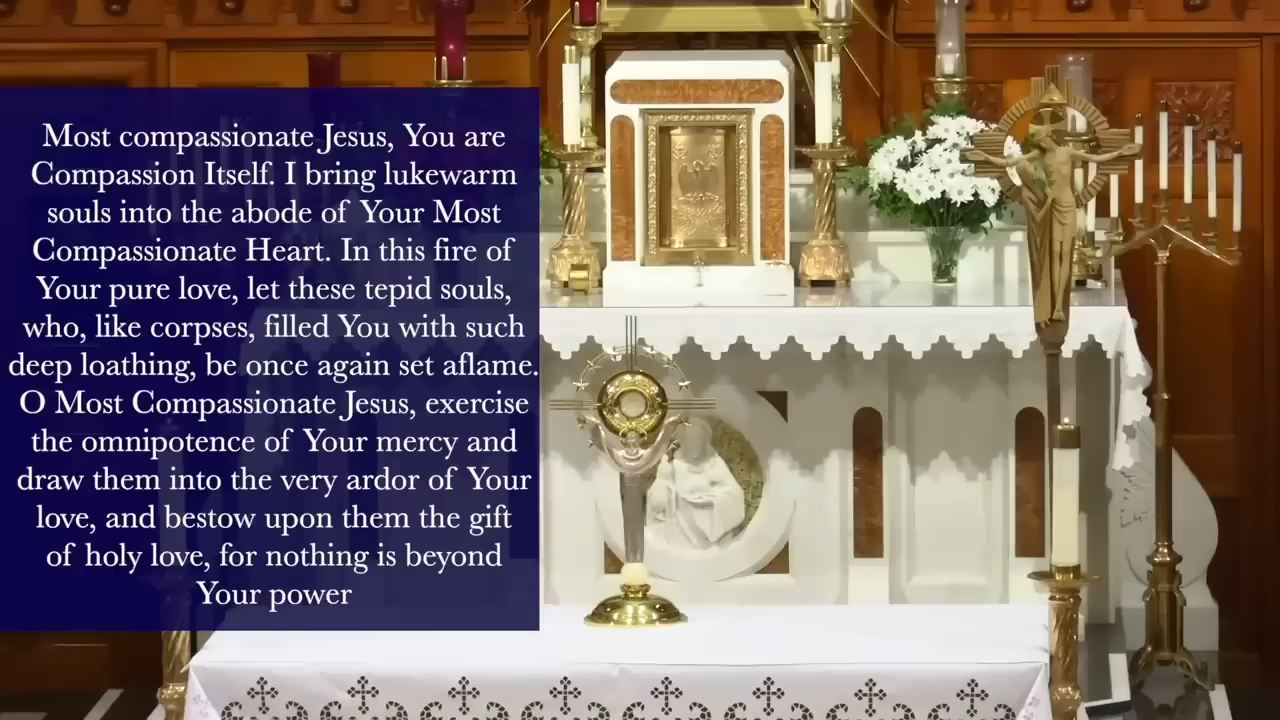 Most compassionate Jesus, You are
Compassion Itself. I bring lukewarm
souls into the abode of Your Most
Compassionate Heart. In this fire of
Your pure love, let these tepid souls,
who, like corpses, filled You with such
deep loathing, be once again set aflame.
O Most Compassionate Jesus, exercise
the omnipotence of Your mercy and
draw them into the very ardor of Your
love, and bestow upon them the gift
of holy love, for nothing is beyond
Your power